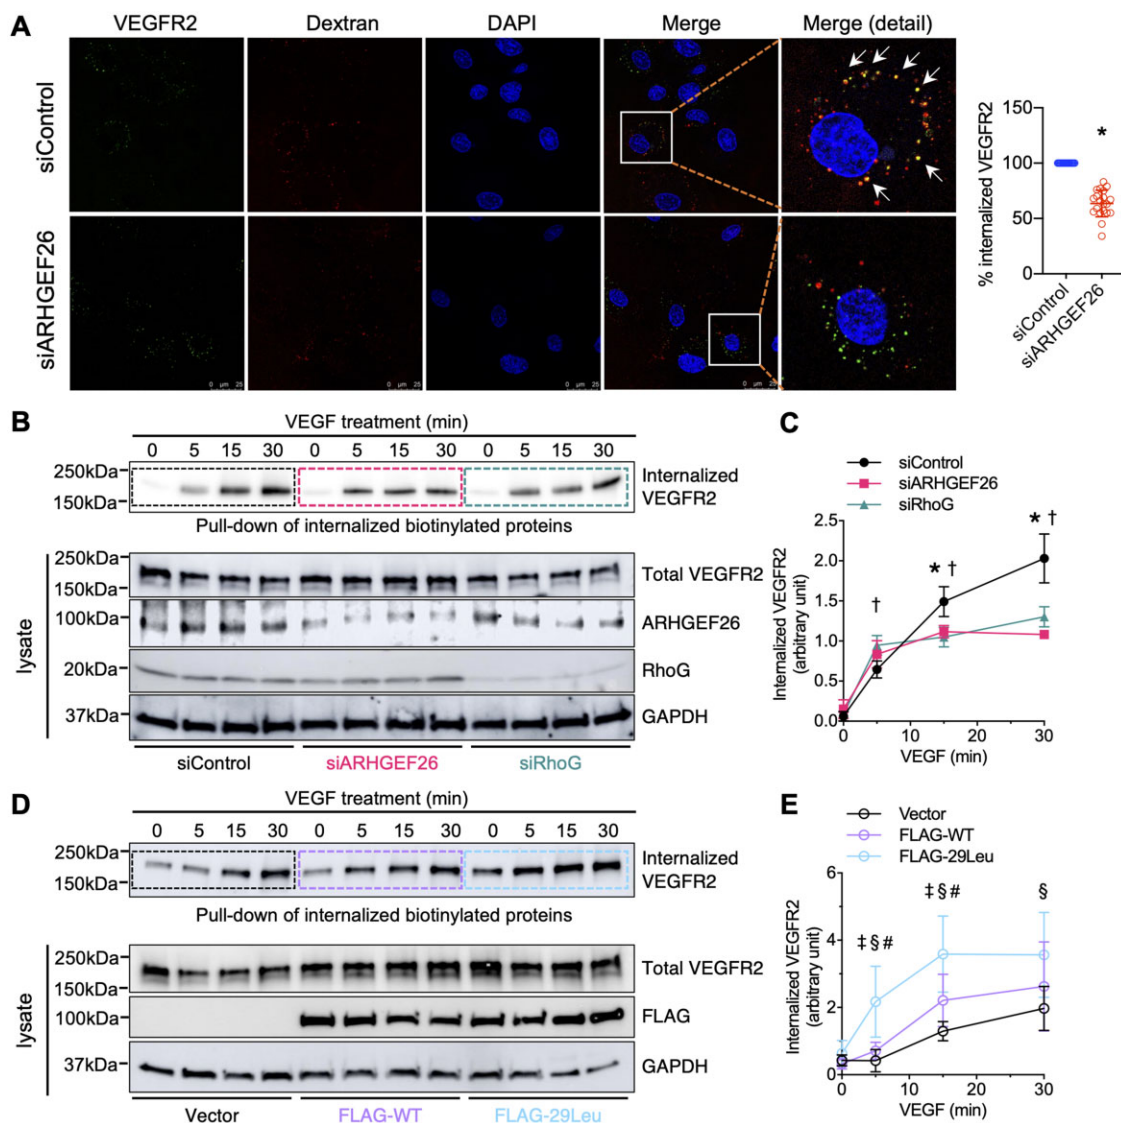 A
VEGFR2 Dextran DAPI Merge Merge (detail)
siControl
siARHGEF26
0 μm 25
0 μm 25
0 μm 25
0 μm 25
% internalized VEGFR2
150
*
100
50
0
siControl
siARHGEF26
B
VEGF treatment (min)
0 5 15 30 0 5 15 30 0 5 15 30
250kDa
150kDa
Internalized
VEGFR2
Pull-down of internalized biotinylated proteins
lysate
250kDa
150kDa
Total VEGFR2
100kDa
ARHGEF26
20kDa
RhoG
37kDa
GAPDH
siControl siARHGEF26 siRhoG
C
siControl
siARHGEF26
siRhoG
Internalized VEGFR2
(arbitrary unit)
2.5
2.0
1.5
1.0
0.5
0.0
†
* †
* †
0 10 20 30
VEGF (min)
D
VEGF treatment (min)
0 5 15 30 0 5 15 30 0 5 15 30
250kDa
150kDa
Internalized
VEGFR2
Pull-down of internalized biotinylated proteins
lysate
250kDa
150kDa
Total VEGFR2
100kDa
FLAG
37kDa
GAPDH
Vector FLAG-WT FLAG-29Leu
E
Vector
FLAG-WT
FLAG-29Leu
Internalized VEGFR2
(arbitrary unit)
6
4
2
0
‡ § #
‡ § #
§
0 10 20 30
VEGF (min)